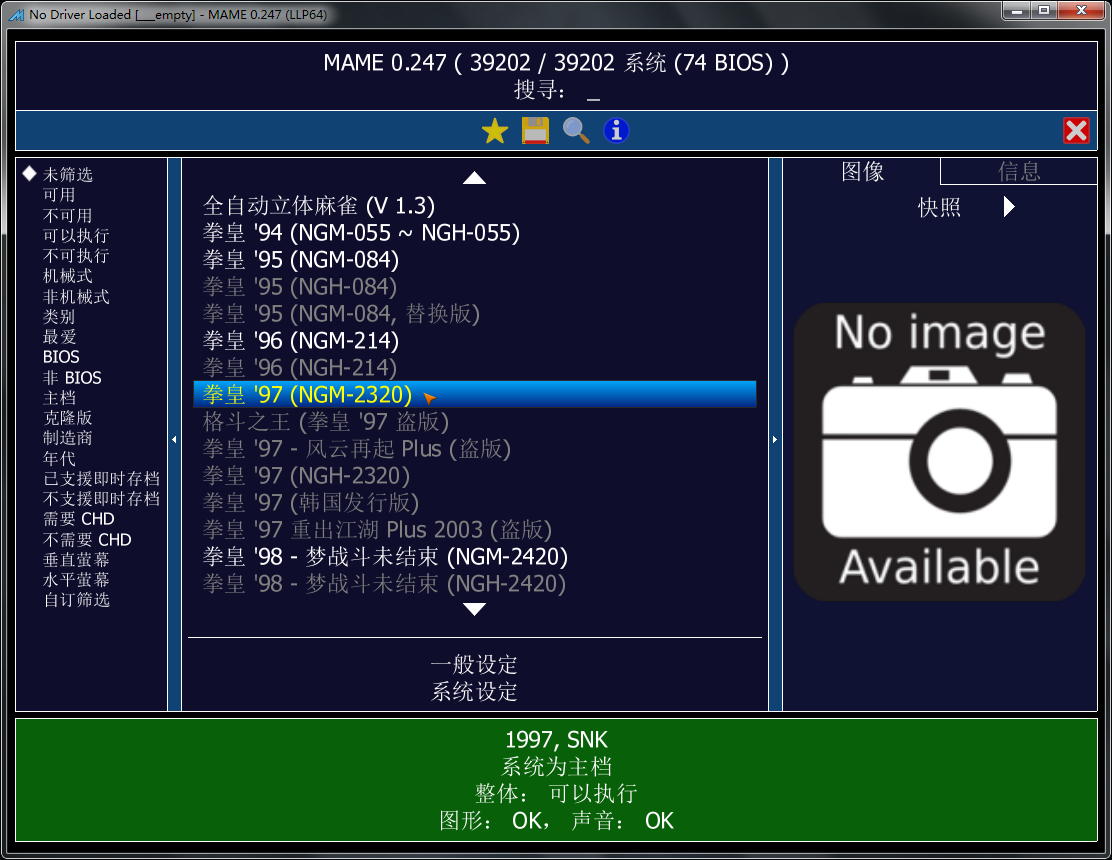 No Driver Loaded [___empty] - MAME 0.247 (LLP64)
MAME 0.247 ( 39202 / 39202 系统 (74 BIOS) )
搜寻： _
未筛选
可用
不可用
可以执行
不可执行
机械式
非机械式
类别
最爱
BIOS
非 BIOS
主档
克隆版
制造商
年代
已支援即时存档
不支援即时存档
需要 CHD
不需要 CHD
垂直萤幕
水平萤幕
自订筛选
全自动立体麻雀 (V 1.3)
拳皇 '94 (NGM-055 ~ NGH-055)
拳皇 '95 (NGM-084)
拳皇 '95 (NGH-084)
拳皇 '95 (NGM-084, 替换版)
拳皇 '96 (NGM-214)
拳皇 '96 (NGH-214)
拳皇 '97 (NGM-2320)
格斗之王 (拳皇 '97 盗版)
拳皇 '97 - 风云再起 Plus (盗版)
拳皇 '97 (NGH-2320)
拳皇 '97 (韩国发行版)
拳皇 '97 重出江湖 Plus 2003 (盗版)
拳皇 '98 - 梦战斗未结束 (NGM-2420)
拳皇 '98 - 梦战斗未结束 (NGH-2420)
一般设定
系统设定
图像 信息
快照
No image
Available
1997, SNK
系统为主档
整体： 可以执行
图形： OK， 声音： OK